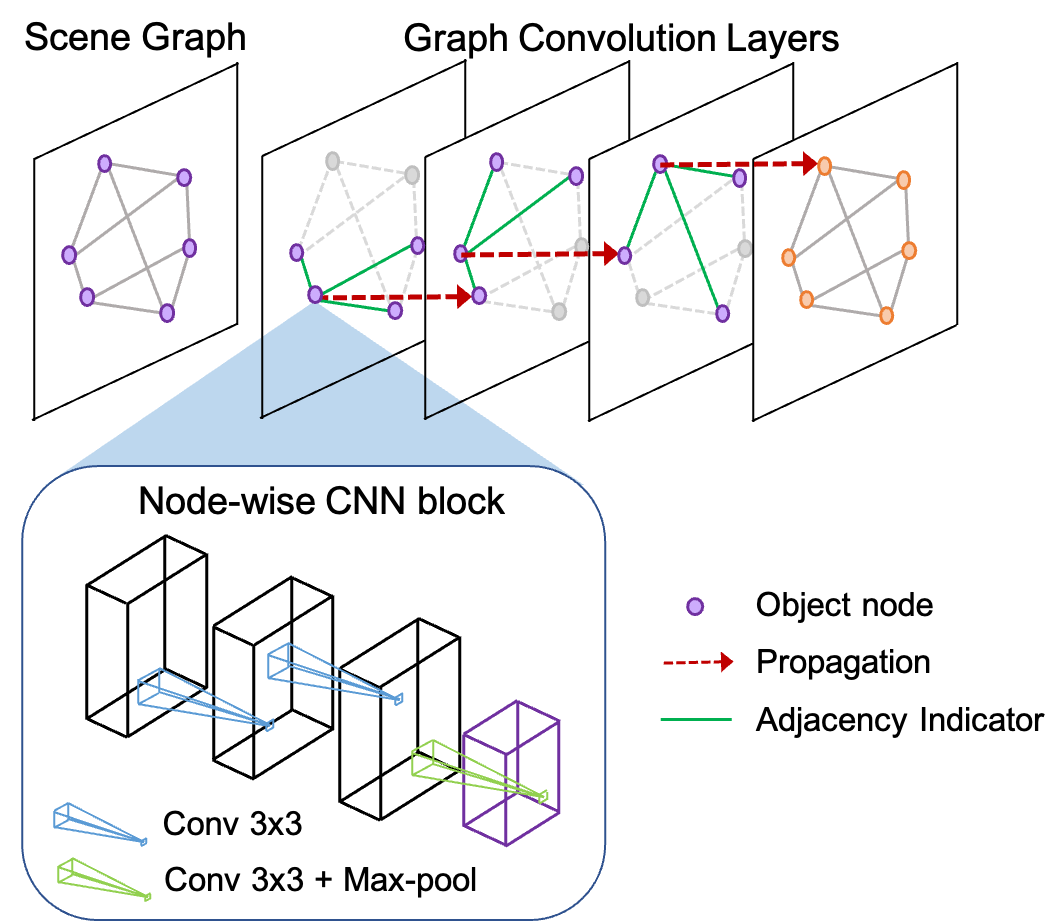 Scene Graph
Graph Convolution Layers
Node-wise CNN block
Conv 3x3
Conv 3x3 + Max-pool
Object node
Propagation
Adjacency Indicator